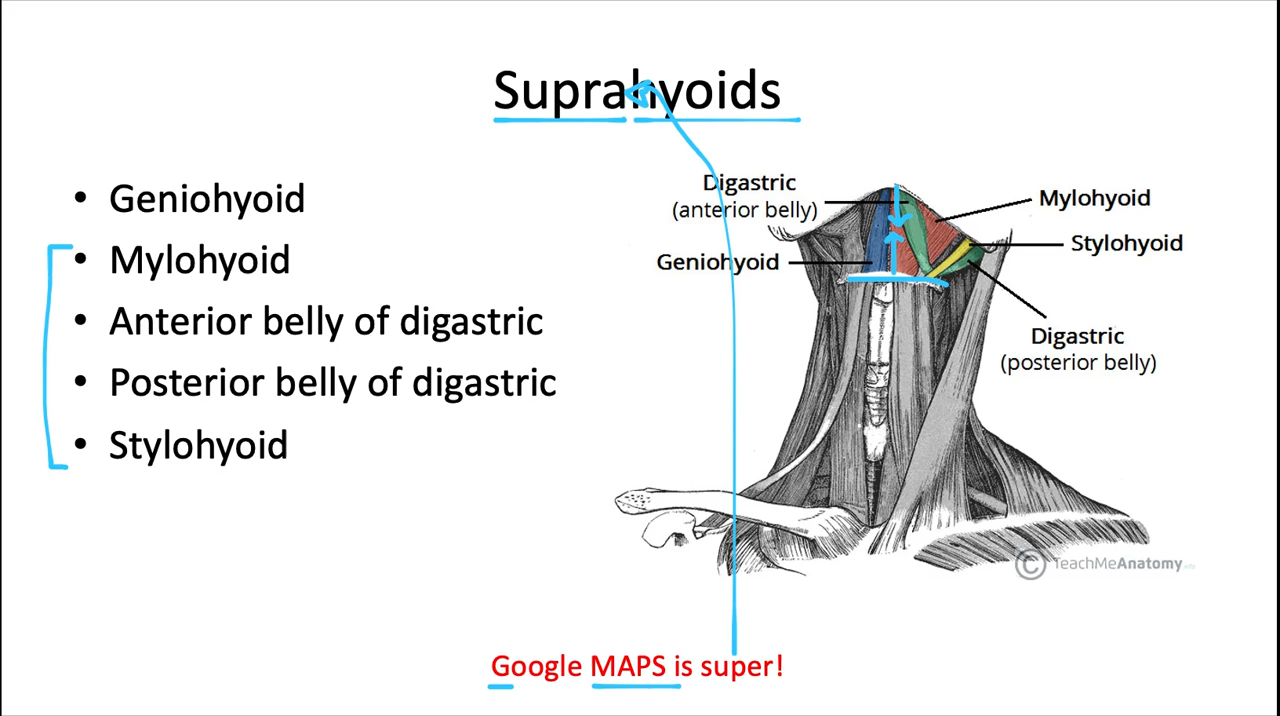 Suprahyoids
• Geniohyoid
• Mylohyoid
• Anterior belly of digastric
• Posterior belly of digastric
• Stylohyoid
Digastric
(anterior belly)
Geniohyoid
Mylohyoid
Stylohyoid
Digastric
(posterior belly)
© TeachMeAnatomy
Google MAPS is super!